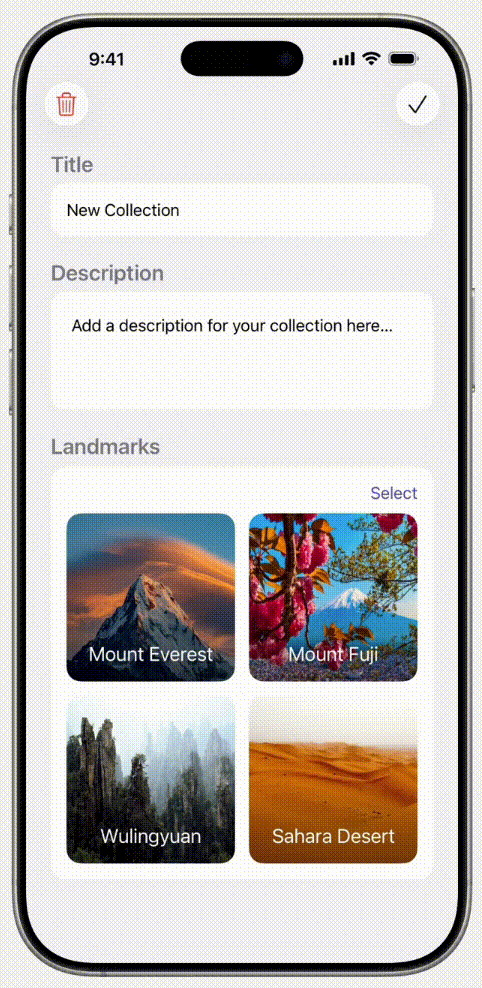 9:41
Title
New Collection
Description
Add a description for your collection here...
Landmarks
Select
Mount Everest
Mount Fuji
Wulingyuan
Sahara Desert